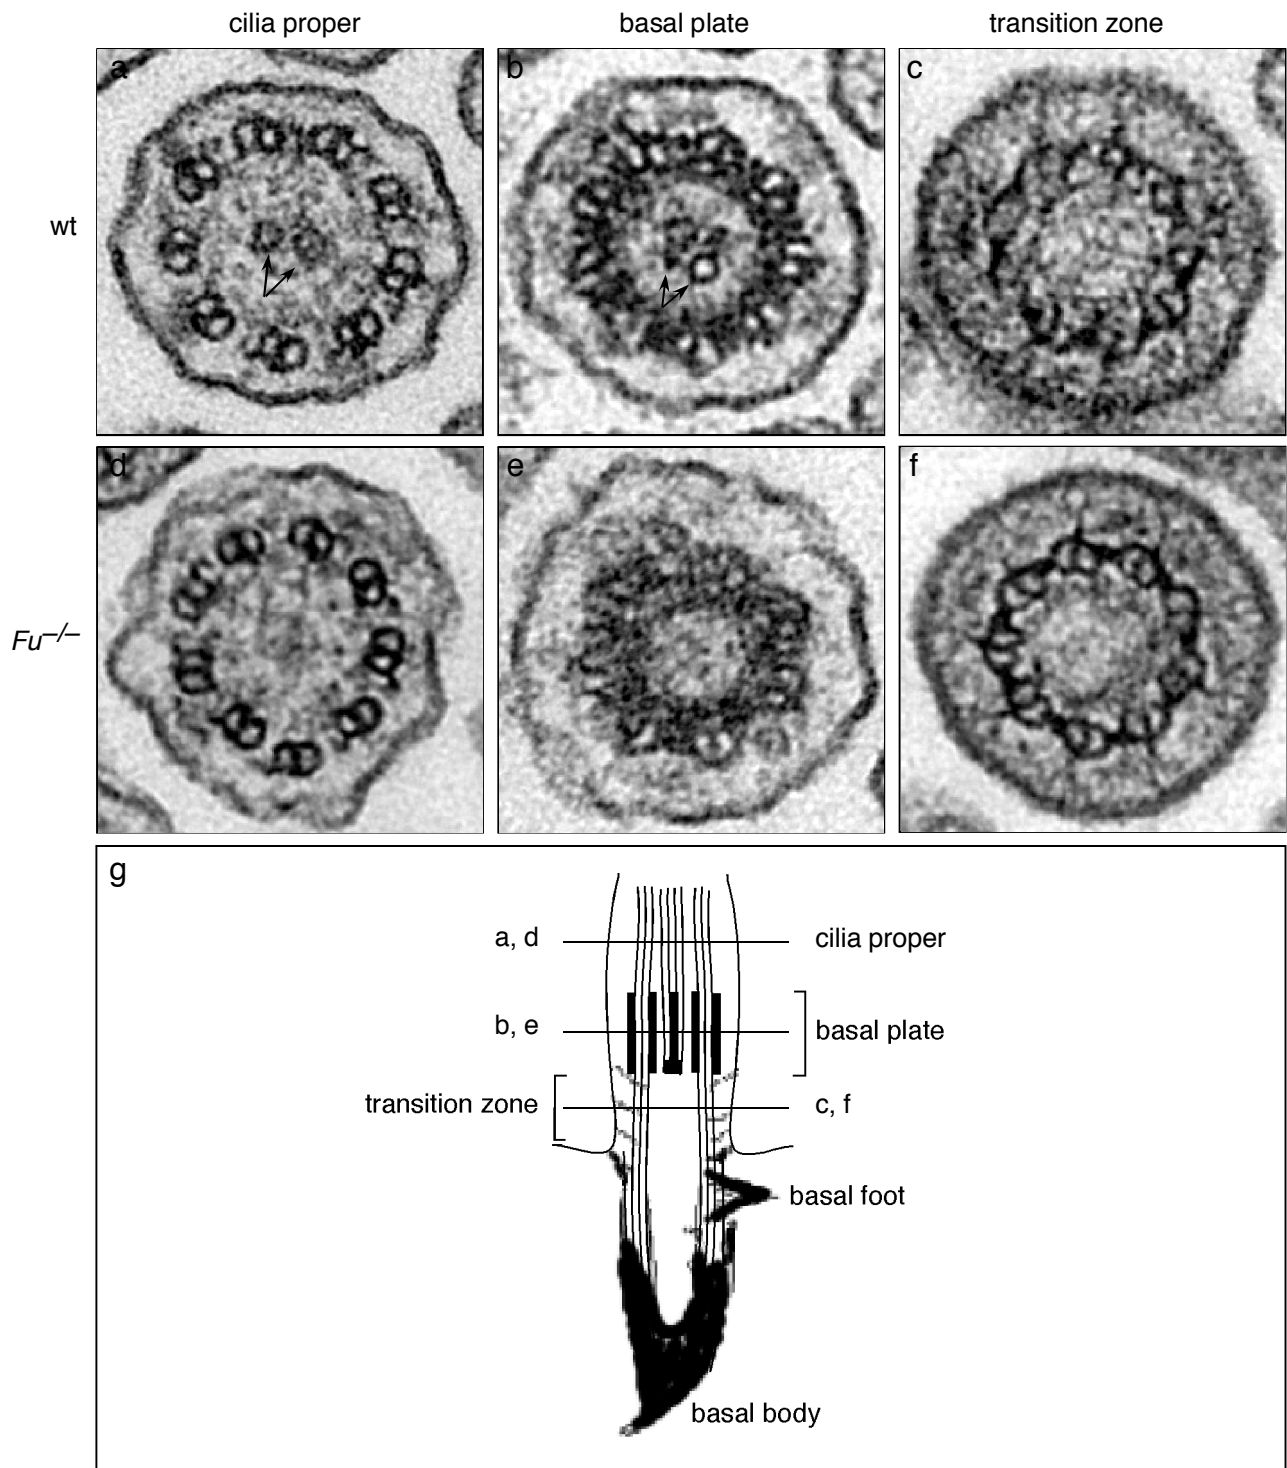 cilia proper
basal plate
transition zone
wt
a
b
c
Fu–/–
d
e
f
g
a, d
cilia proper
b, e
basal plate
transition zone
c, f
basal foot
basal body